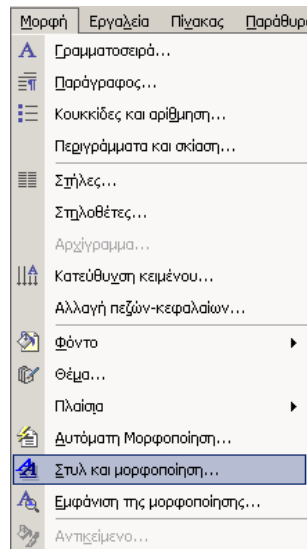 Μορφή Εργαλεία Πίνακας Παράθυρο
Γραμματοσειρά...
Παράγραφος...
Κουκκίδες και αρίθμηση...
Περιγράμματα και σκίαση...
Στήλες...
Στηλοθέτες...
Αρχίγραμμα...
Κατεύθυνση κειμένου...
Αλλαγή πεζών-κεφαλαίων...
Φόντο
Θέμα...
Πλαίσια
Αυτόματη Μορφοποίηση...
Στυλ και μορφοποίηση...
Εμφάνιση της μορφοποίησης...
Αντικείμενο...